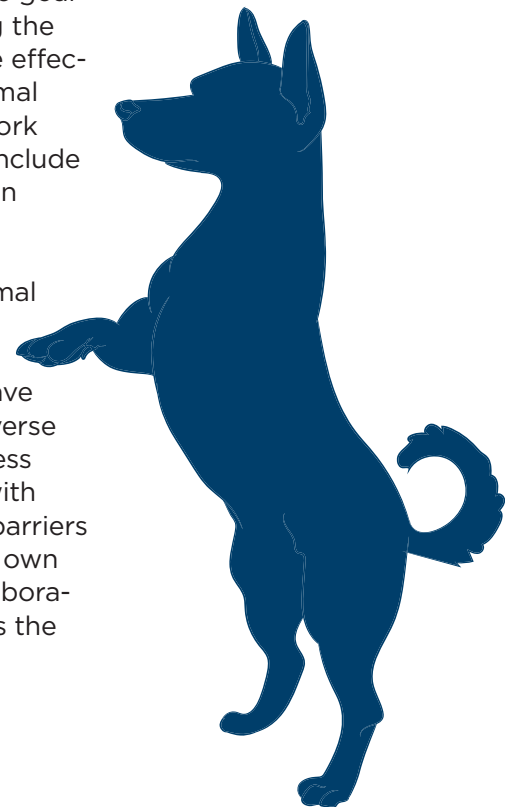 g the
e effec-
mal
ork
nclude
n
mal
ave
verse
ess
with
barriers
own
bora-
s the